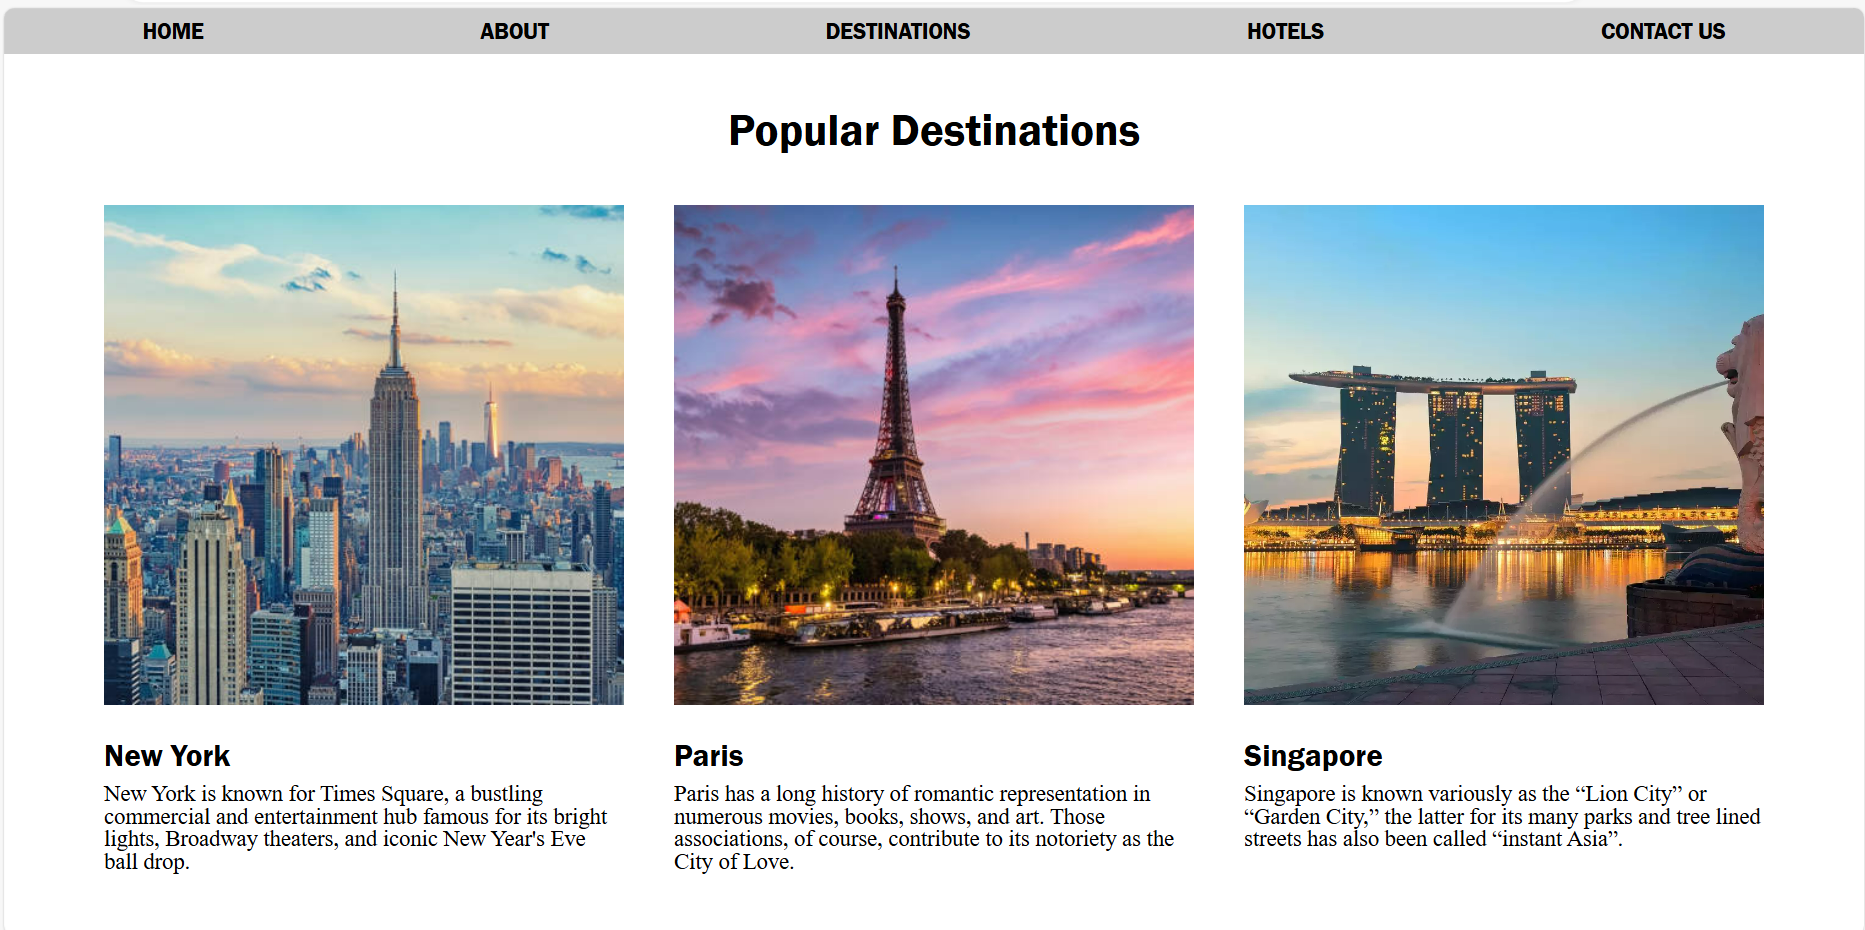 HOME ABOUT DESTINATIONS HOTELS CONTACT US
Popular Destinations
New York
New York is known for Times Square, a bustling
commercial and entertainment hub famous for its bright
lights, Broadway theaters, and iconic New Year's Eve
ball drop.
Paris
Paris has a long history of romantic representation in
numerous movies, books, shows, and art. Those
associations, of course, contribute to its notoriety as the
City of Love.
Singapore
Singapore is known variously as the “Lion City” or
“Garden City,” the latter for its many parks and tree lined
streets has also been called “instant Asia”.